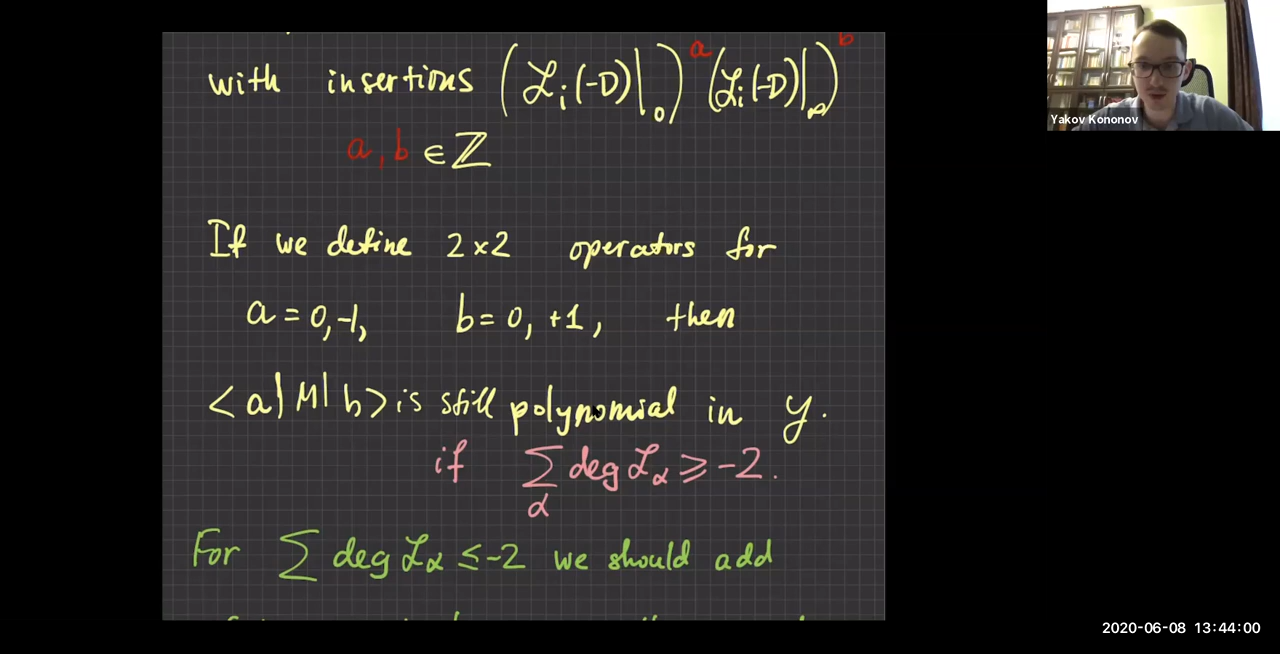 with insertions (ℒᵢ(-D)|₀)ᵃ (ℒᵢ(-D)|∞)ᵇ
a, b ∈ ℤ
If we define 2×2 operators for
a = 0, -1, b = 0, +1, then
<a|M|b> is still polynomial in y.
if ∑_α deg ℒ_α ⩾ -2.
For ∑ deg ℒ_α ≤ -2 we should add
Yakov Kononov
2020-06-08 13:44:00